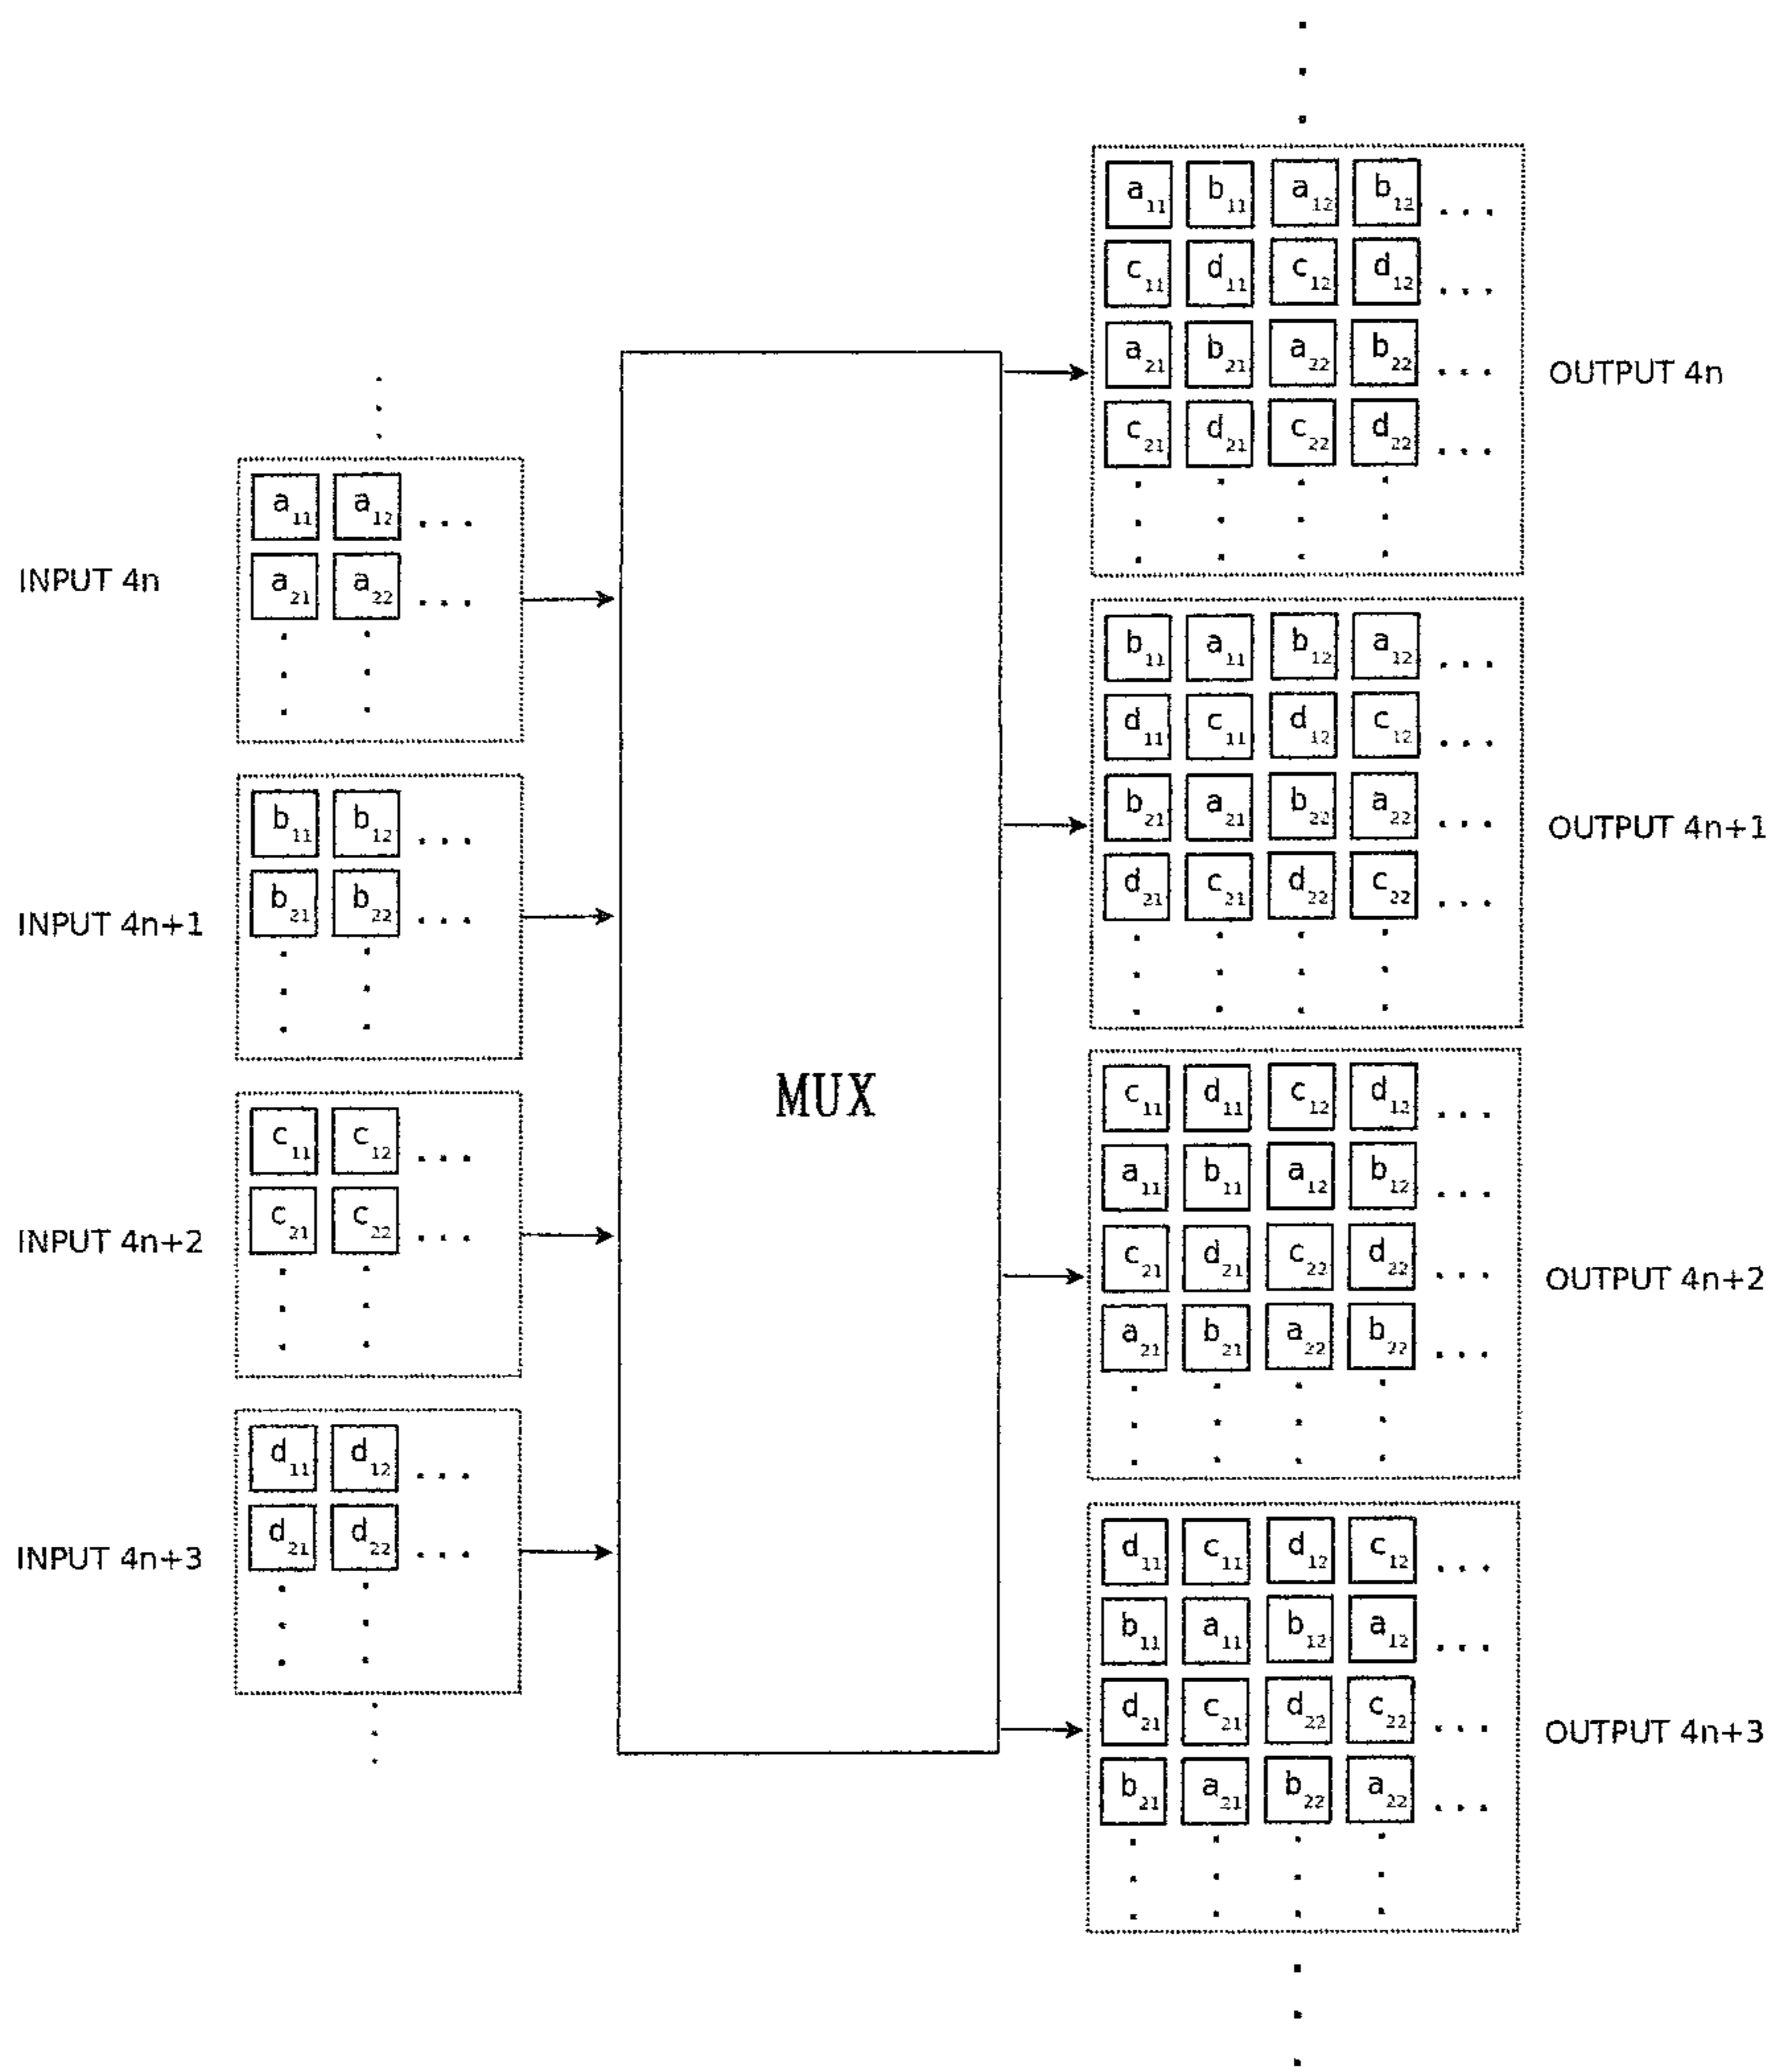 INPUT 4n
a11 a12 ...
a21 a22 ...
INPUT 4n+1
b11 b12 ...
b21 b22 ...
INPUT 4n+2
c11 c12 ...
c21 c22 ...
INPUT 4n+3
d11 d12 ...
d21 d22 ...
MUX
a11 b11 a12 b12 ...
c11 d11 c12 d12 ...
a21 b21 a22 b22 ...
c21 d21 c22 d22 ...
OUTPUT 4n
b11 a11 b12 a12 ...
d11 c11 d12 c12 ...
b21 a21 b22 a22 ...
d21 c21 d22 c22 ...
OUTPUT 4n+1
c11 d11 c12 d12 ...
a11 b11 a12 b12 ...
c21 d21 c22 d22 ...
a21 b21 a22 b22 ...
OUTPUT 4n+2
d11 c11 d12 c12 ...
b11 a11 b12 a12 ...
d21 c21 d22 c22 ...
b21 a21 b22 a22 ...
OUTPUT 4n+3